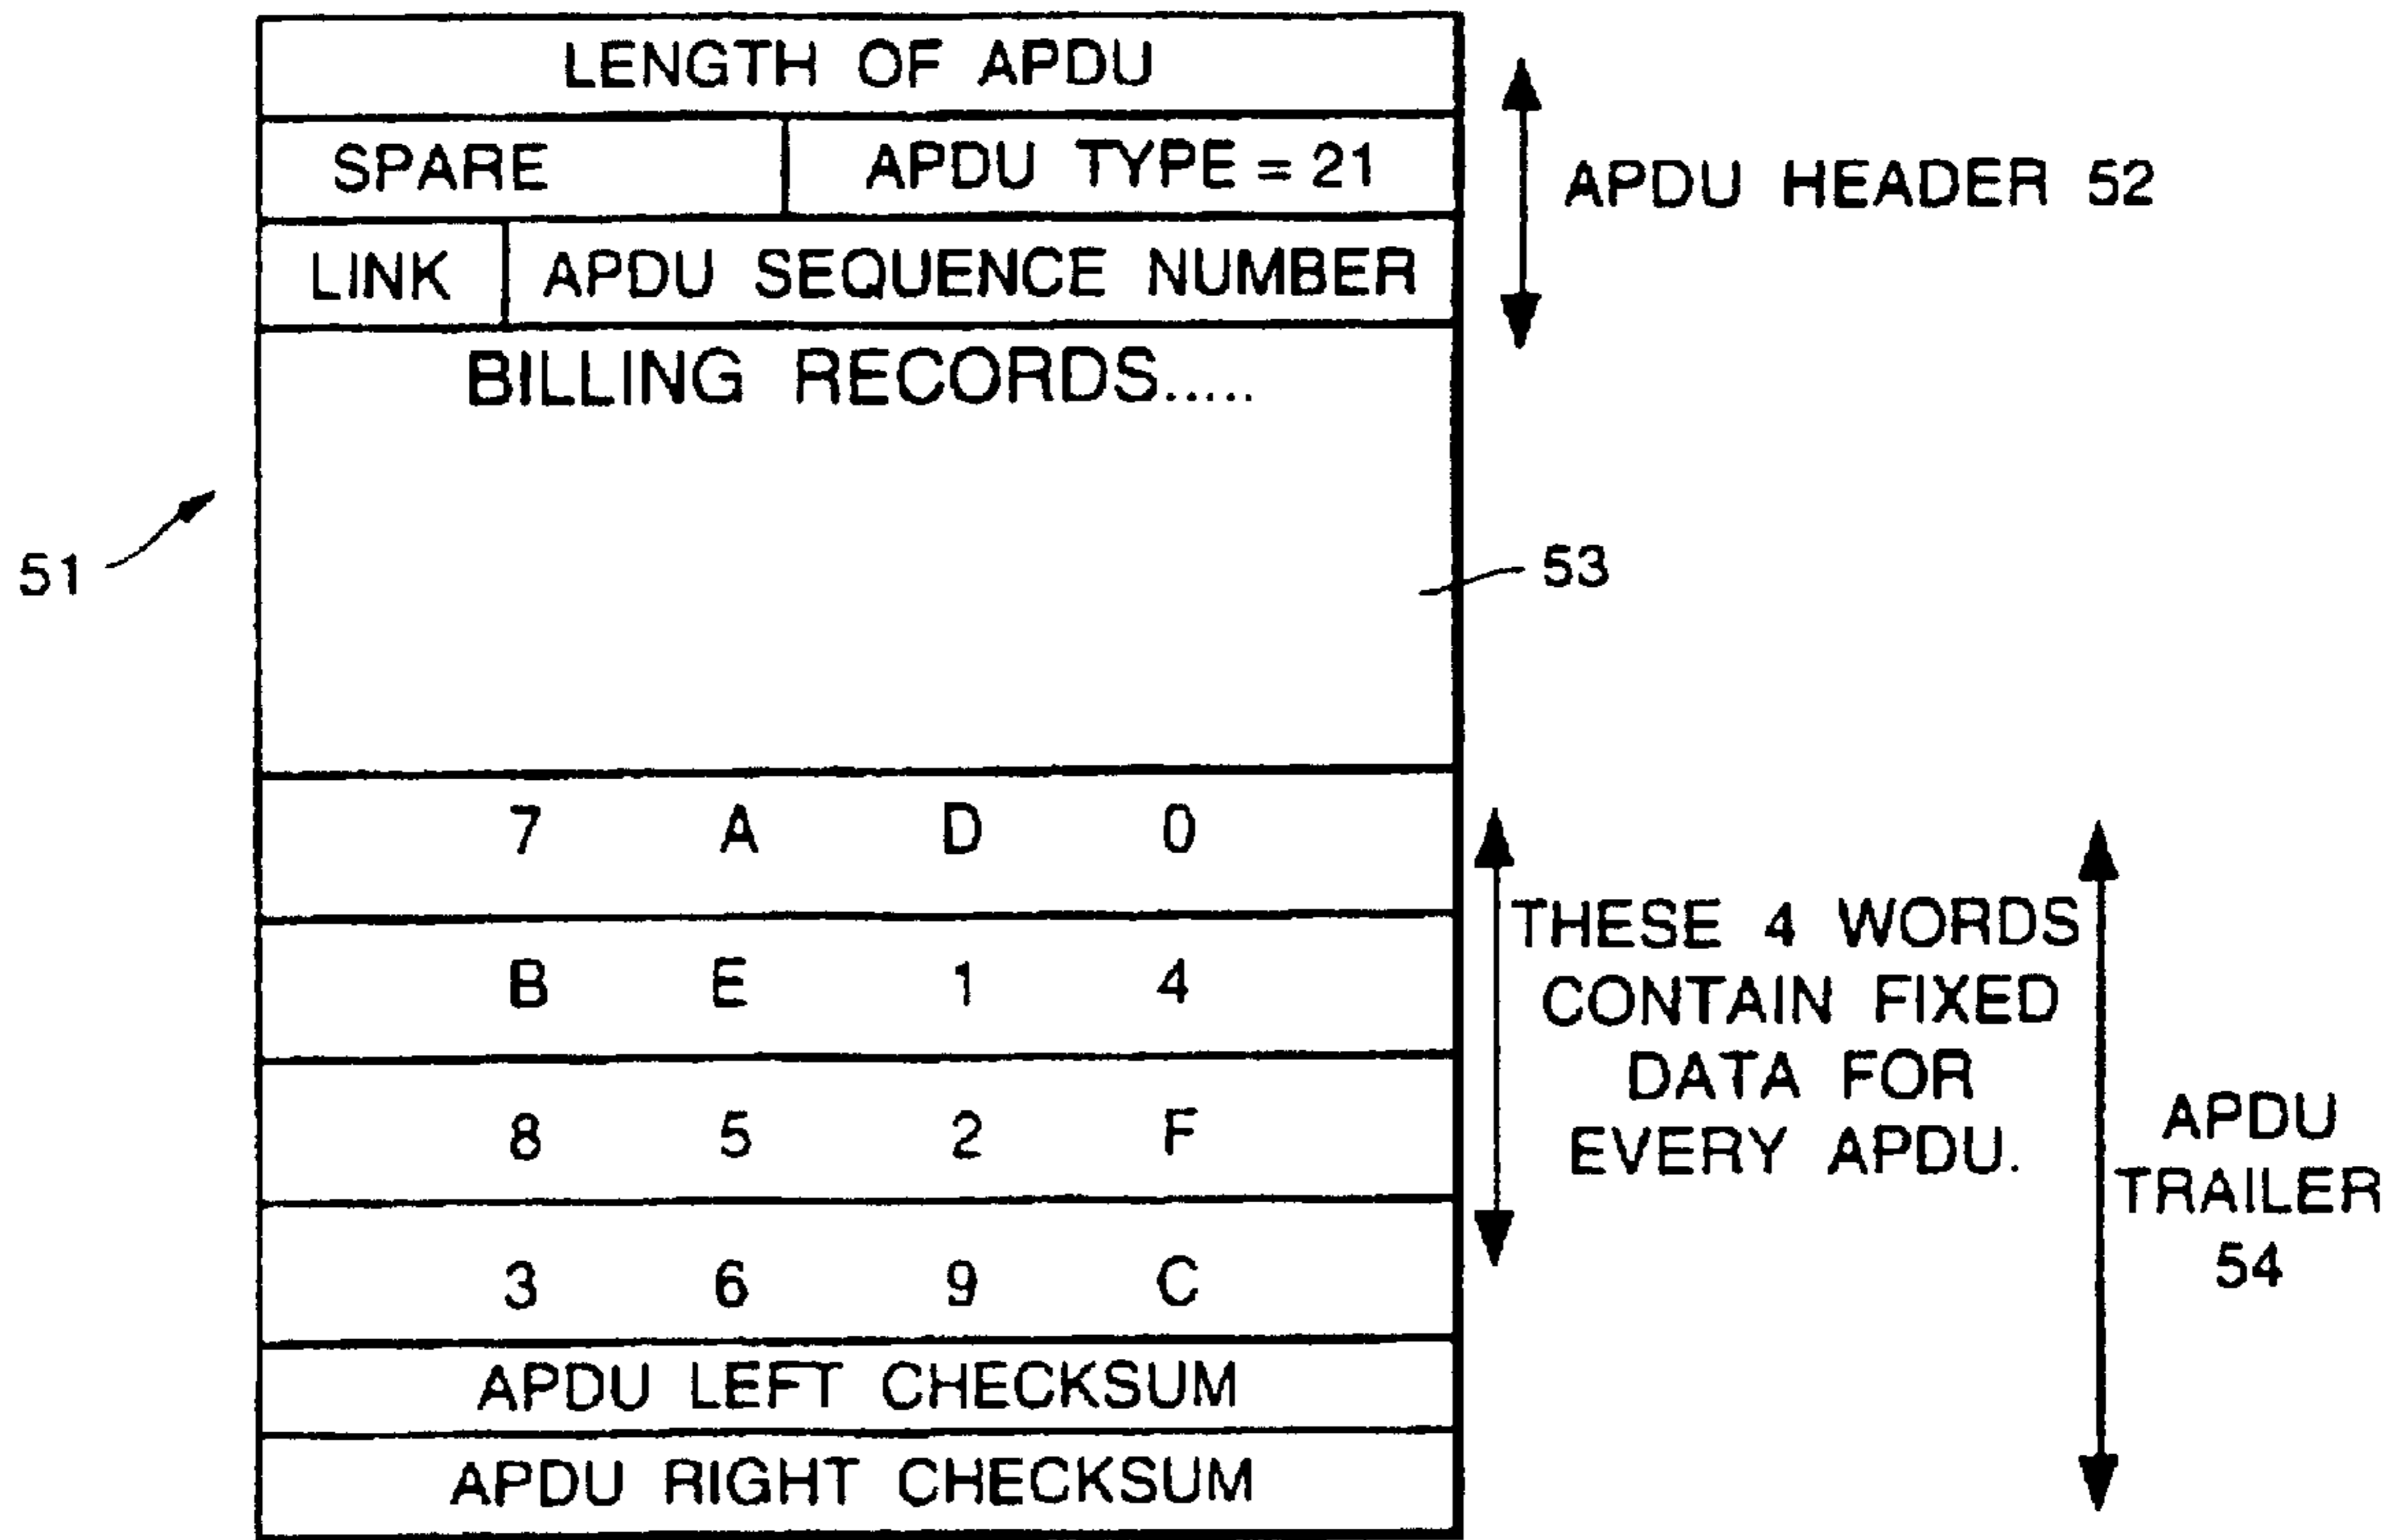 LENGTH OF APDU
SPARE
APDU TYPE = 21
LINK
APDU SEQUENCE NUMBER
APDU HEADER 52
BILLING RECORDS.....
51
53
7 A D 0
B E 1 4
8 5 2 F
3 6 9 C
THESE 4 WORDS
CONTAIN FIXED
DATA FOR
EVERY APDU.
APDU
TRAILER
54
APDU LEFT CHECKSUM
APDU RIGHT CHECKSUM